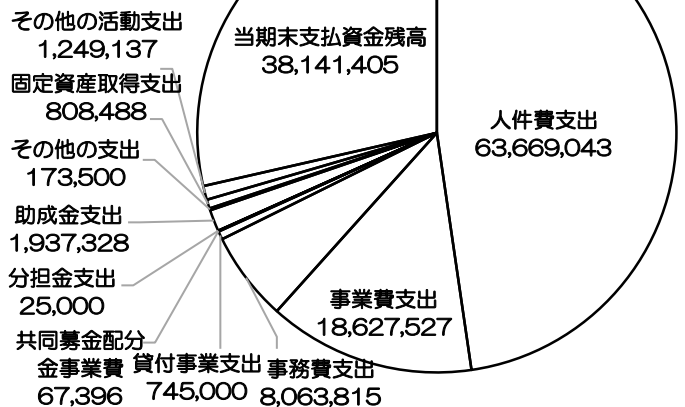 その他の活動支出
1,249,137
固定資産取得支出
808,488
その他の支出
173,500
助成金支出
1,937,328
分担金支出
25,000
共同募金配分
金事業費
67,396
貸付事業支出
745,000
事務費支出
8,063,815
事業費支出
18,627,527
人件費支出
63,669,043
当期末支払資金残高
38,141,405